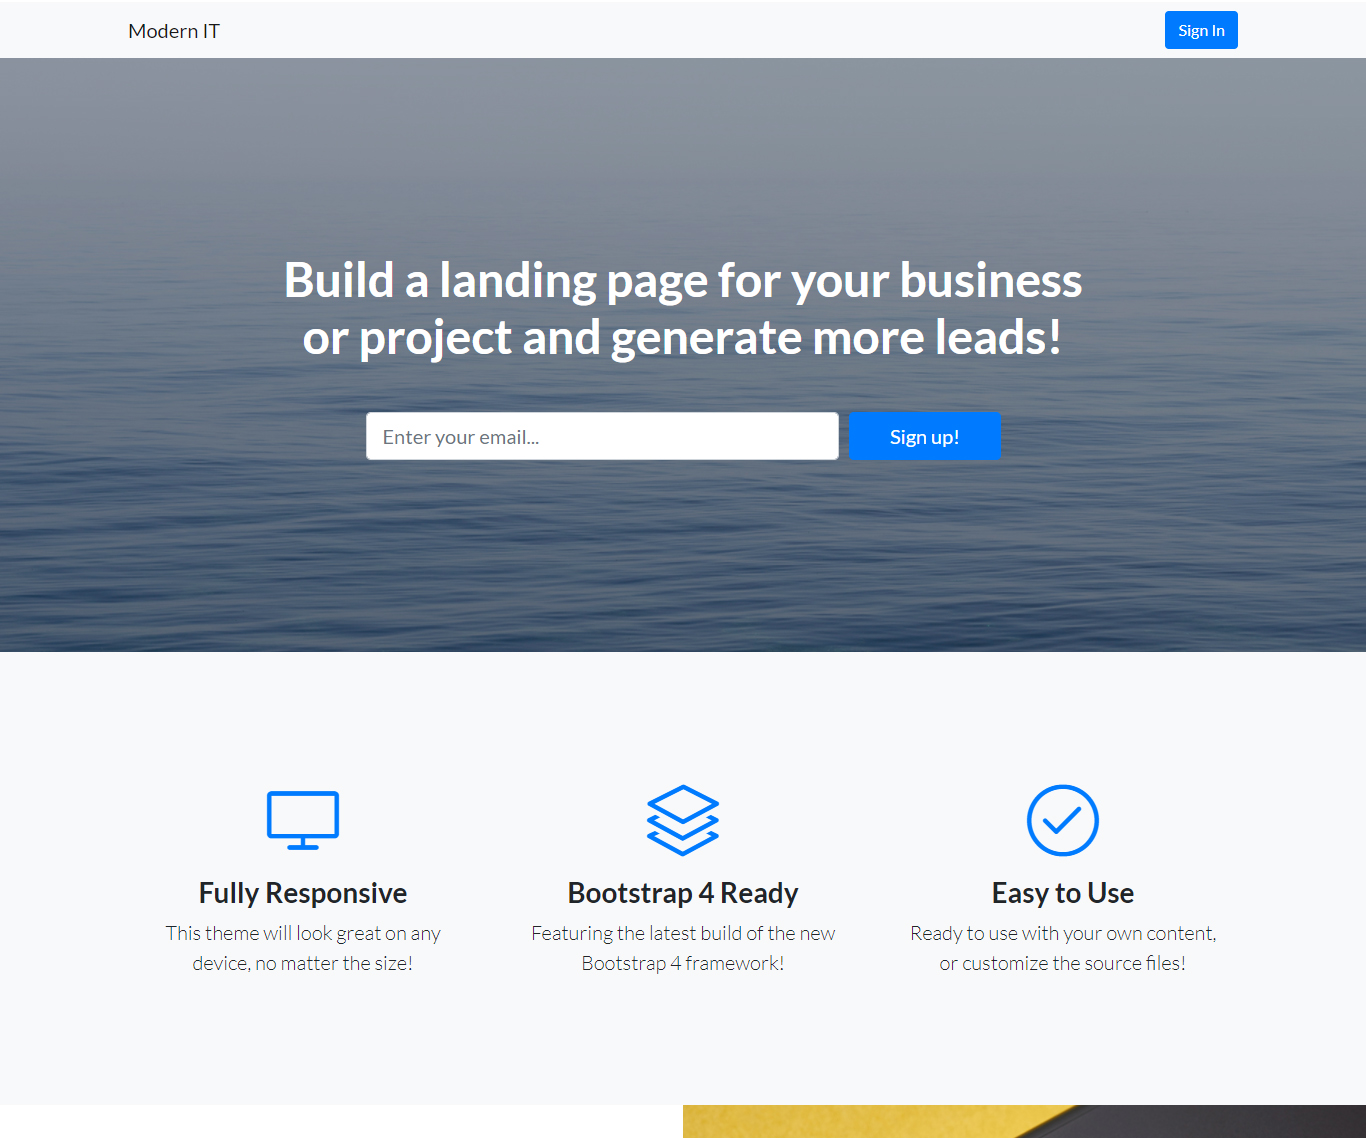 Modern IT
Sign In
Build a landing page for your business
or project and generate more leads!
Enter your email...
Sign up!
Fully Responsive
This theme will look great on any
device, no matter the size!
Bootstrap 4 Ready
Featuring the latest build of the new
Bootstrap 4 framework!
Easy to Use
Ready to use with your own content,
or customize the source files!